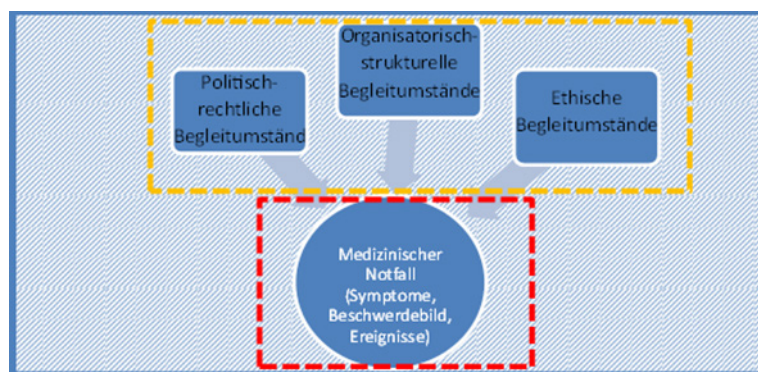 Politisch-
rechtliche
Begleitumständ
Organisatorisch-
strukturelle
Begleitumstände
Ethische
Begleitumstände
Medizinischer
Notfall
(Symptome,
Beschwerdebild,
Ereignisse)